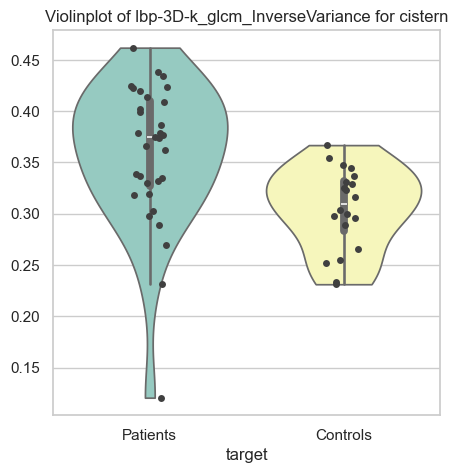 Violinplot of lbp-3D-k_glcm_InverseVariance for cistern
0.45
0.40
0.35
0.30
0.25
0.20
0.15
Patients
Controls
target